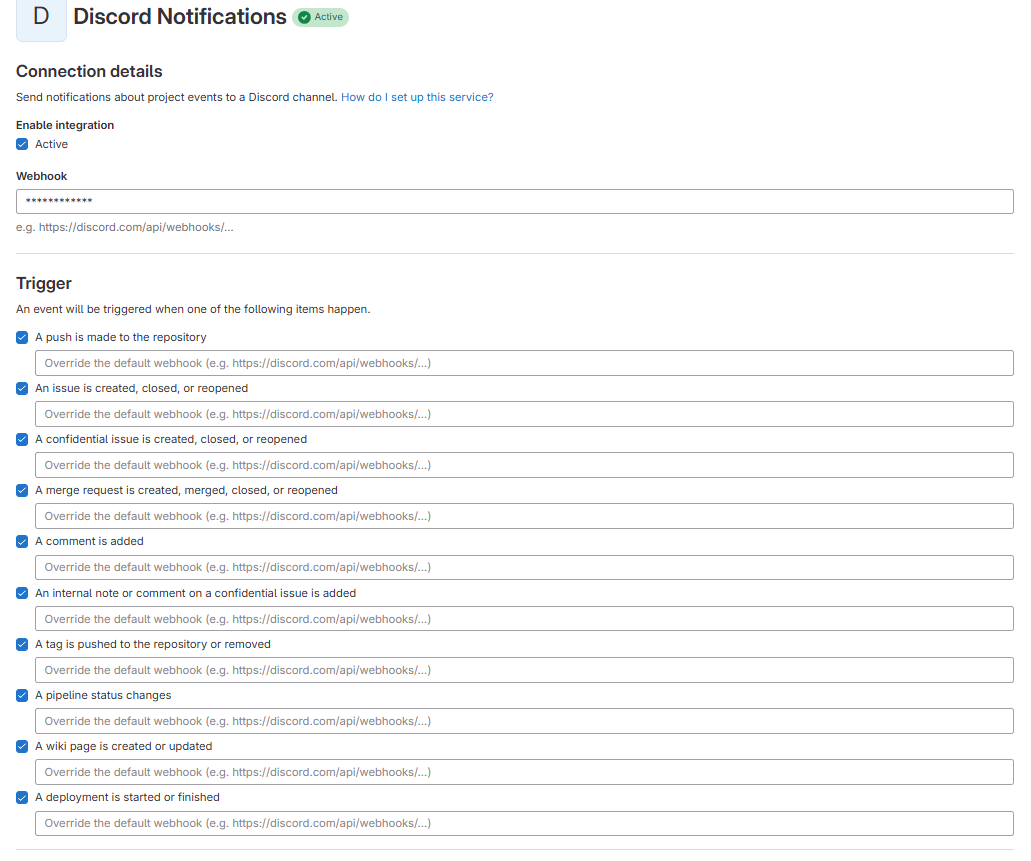 D
Discord Notifications
Active
Connection details
Send notifications about project events to a Discord channel. How do I set up this service?
Enable integration
Active
Webhook
************
e.g. https://discord.com/api/webhooks/...
Trigger
An event will be triggered when one of the following items happen.
A push is made to the repository
Override the default webhook (e.g. https://discord.com/api/webhooks/...)
An issue is created, closed, or reopened
Override the default webhook (e.g. https://discord.com/api/webhooks/...)
A confidential issue is created, closed, or reopened
Override the default webhook (e.g. https://discord.com/api/webhooks/...)
A merge request is created, merged, closed, or reopened
Override the default webhook (e.g. https://discord.com/api/webhooks/...)
A comment is added
Override the default webhook (e.g. https://discord.com/api/webhooks/...)
An internal note or comment on a confidential issue is added
Override the default webhook (e.g. https://discord.com/api/webhooks/...)
A tag is pushed to the repository or removed
Override the default webhook (e.g. https://discord.com/api/webhooks/...)
A pipeline status changes
Override the default webhook (e.g. https://discord.com/api/webhooks/...)
A wiki page is created or updated
Override the default webhook (e.g. https://discord.com/api/webhooks/...)
A deployment is started or finished
Override the default webhook (e.g. https://discord.com/api/webhooks/...)